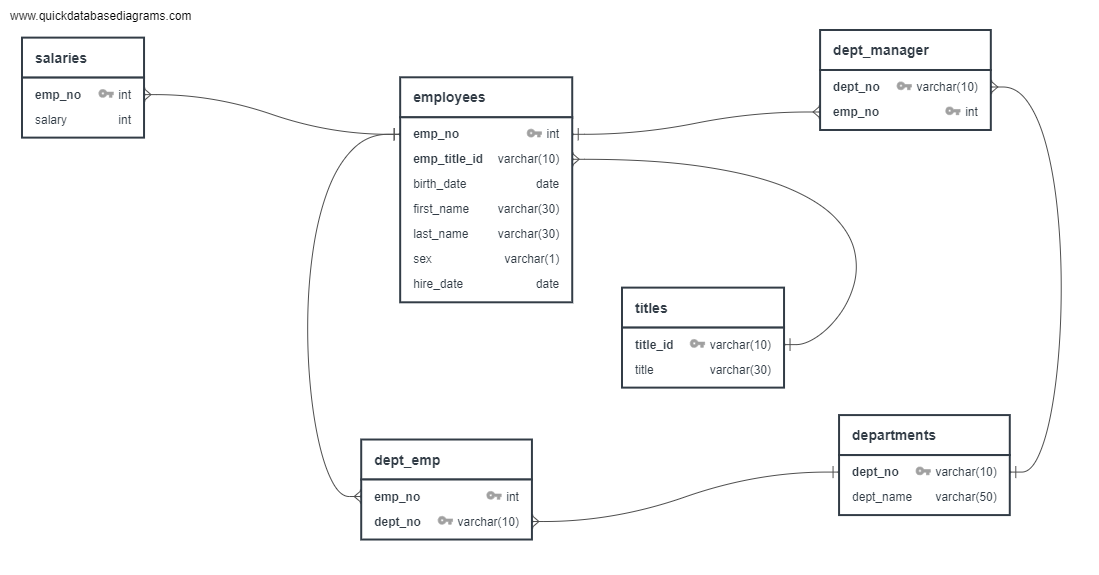 www.quickdatabasediagrams.com
salaries
emp_no int
salary int
employees
emp_no int
emp_title_id varchar(10)
birth_date date
first_name varchar(30)
last_name varchar(30)
sex varchar(1)
hire_date date
dept_manager
dept_no varchar(10)
emp_no int
titles
title_id varchar(10)
title varchar(30)
dept_emp
emp_no int
dept_no varchar(10)
departments
dept_no varchar(10)
dept_name varchar(50)